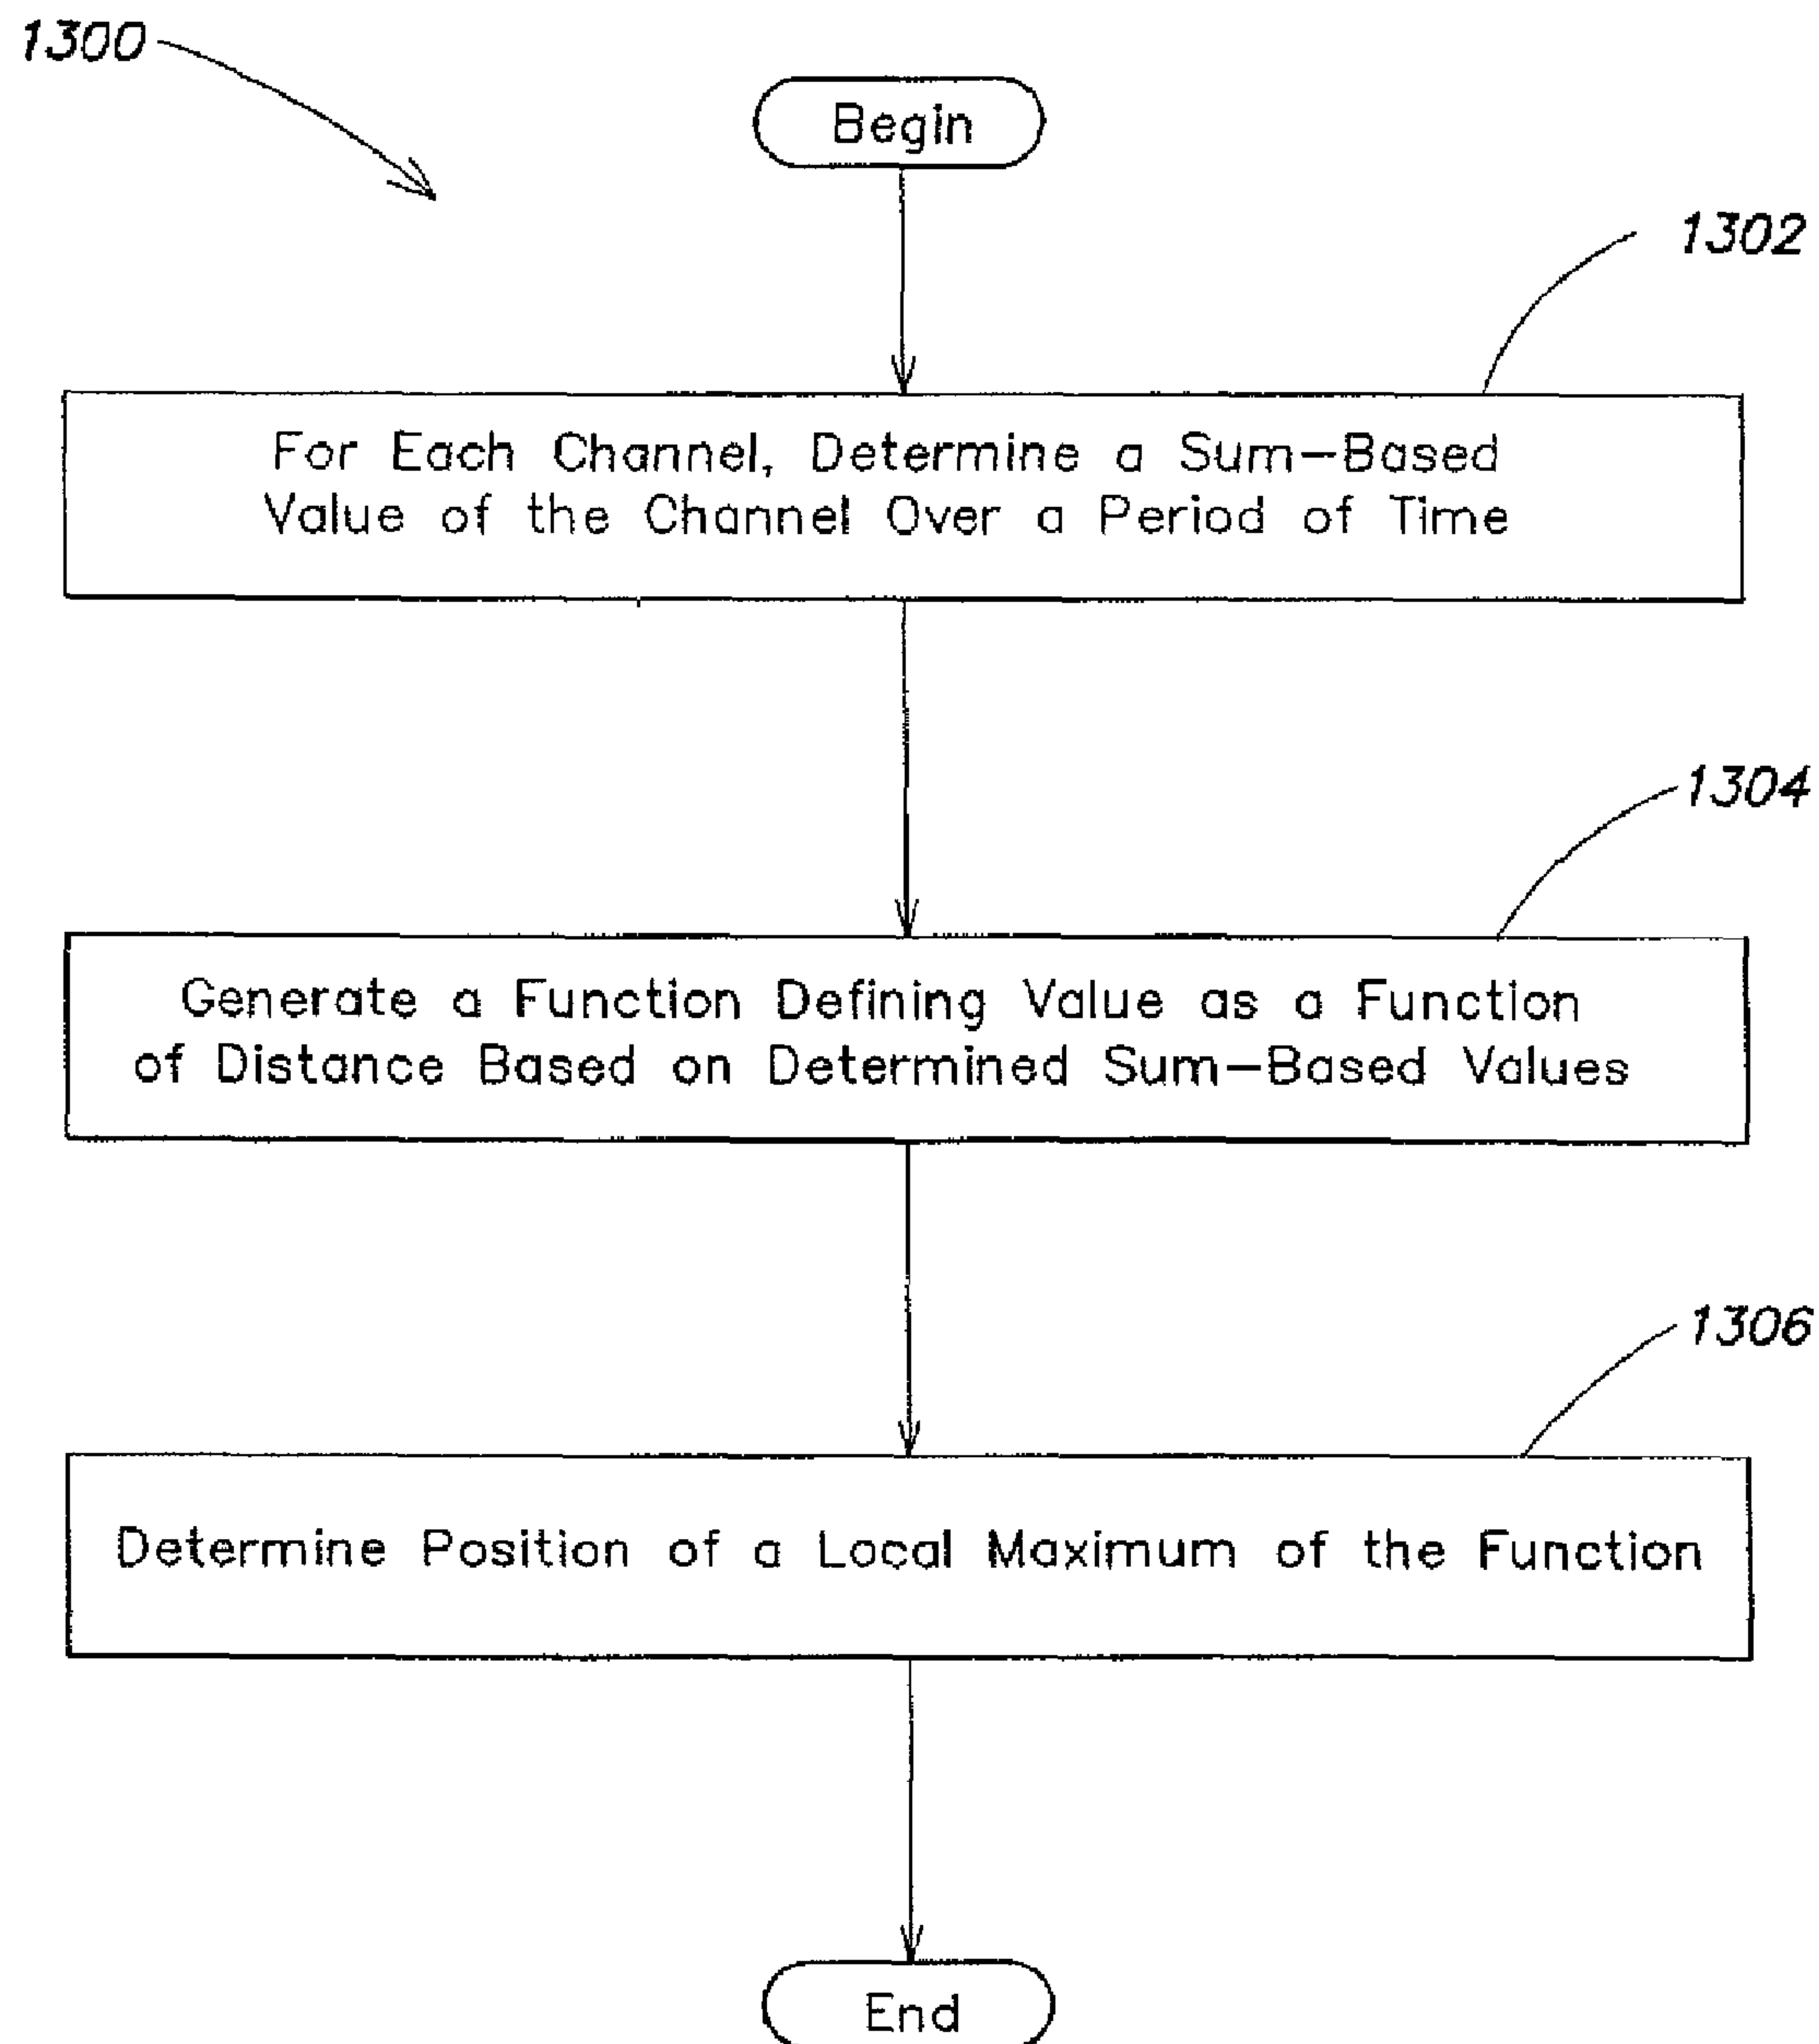 1300
Begin
1302
For Each Channel, Determine a Sum-Based
Value of the Channel Over a Period of Time
1304
Generate a Function Defining Value as a Function
of Distance Based on Determined Sum-Based Values
1306
Determine Position of a Local Maximum of the Function
End